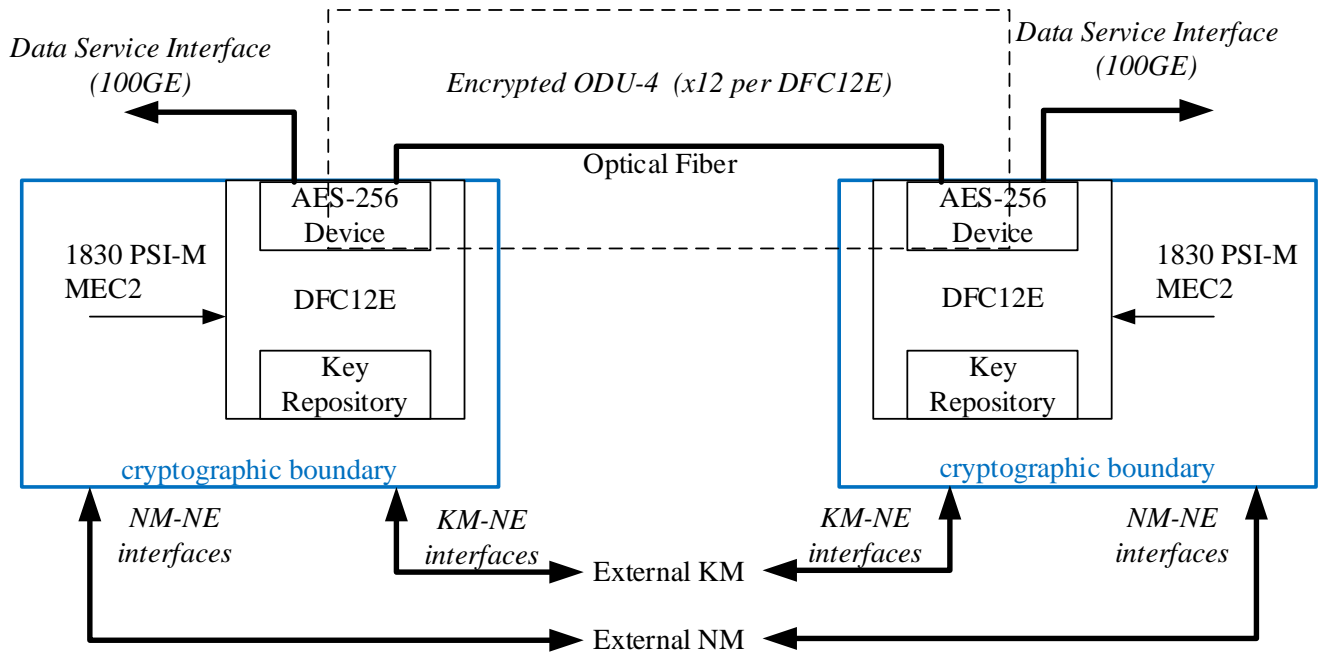 Data Service Interface
(100GE)
Encrypted ODU-4 (x12 per DFC12E)
Data Service Interface
(100GE)
Optical Fiber
AES-256
Device
1830 PSI-M
MEC2
DFC12E
Key
Repository
cryptographic boundary
AES-256
Device
1830 PSI-M
MEC2
DFC12E
Key
Repository
cryptographic boundary
NM-NE
interfaces
KM-NE
interfaces
KM-NE
interfaces
NM-NE
interfaces
External KM
External NM